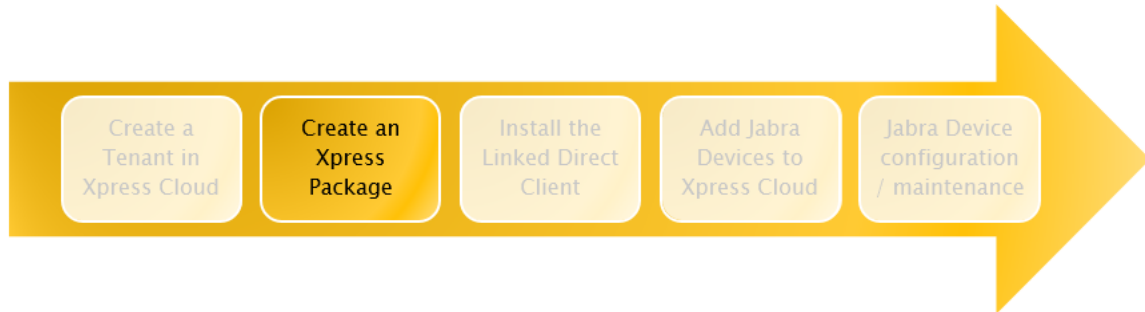 Create a
Tenant in
Xpress Cloud
Create an
Xpress
Package
Install the
Linked Direct
Client
Add Jabra
Devices to
Xpress Cloud
Jabra Device
configuration
/ maintenance